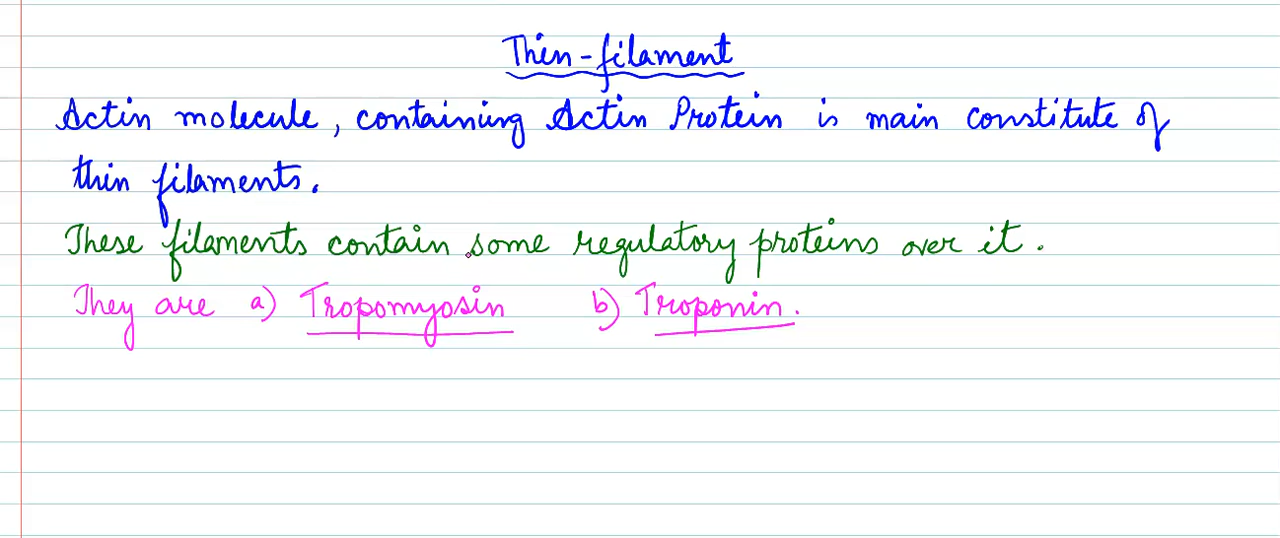 Thin-filament
Actin molecule, containing Actin Protein is main constitute of
thin filaments.
These filaments contain some regulatory proteins over it.
They are a) Tropomyosin b) Troponin.